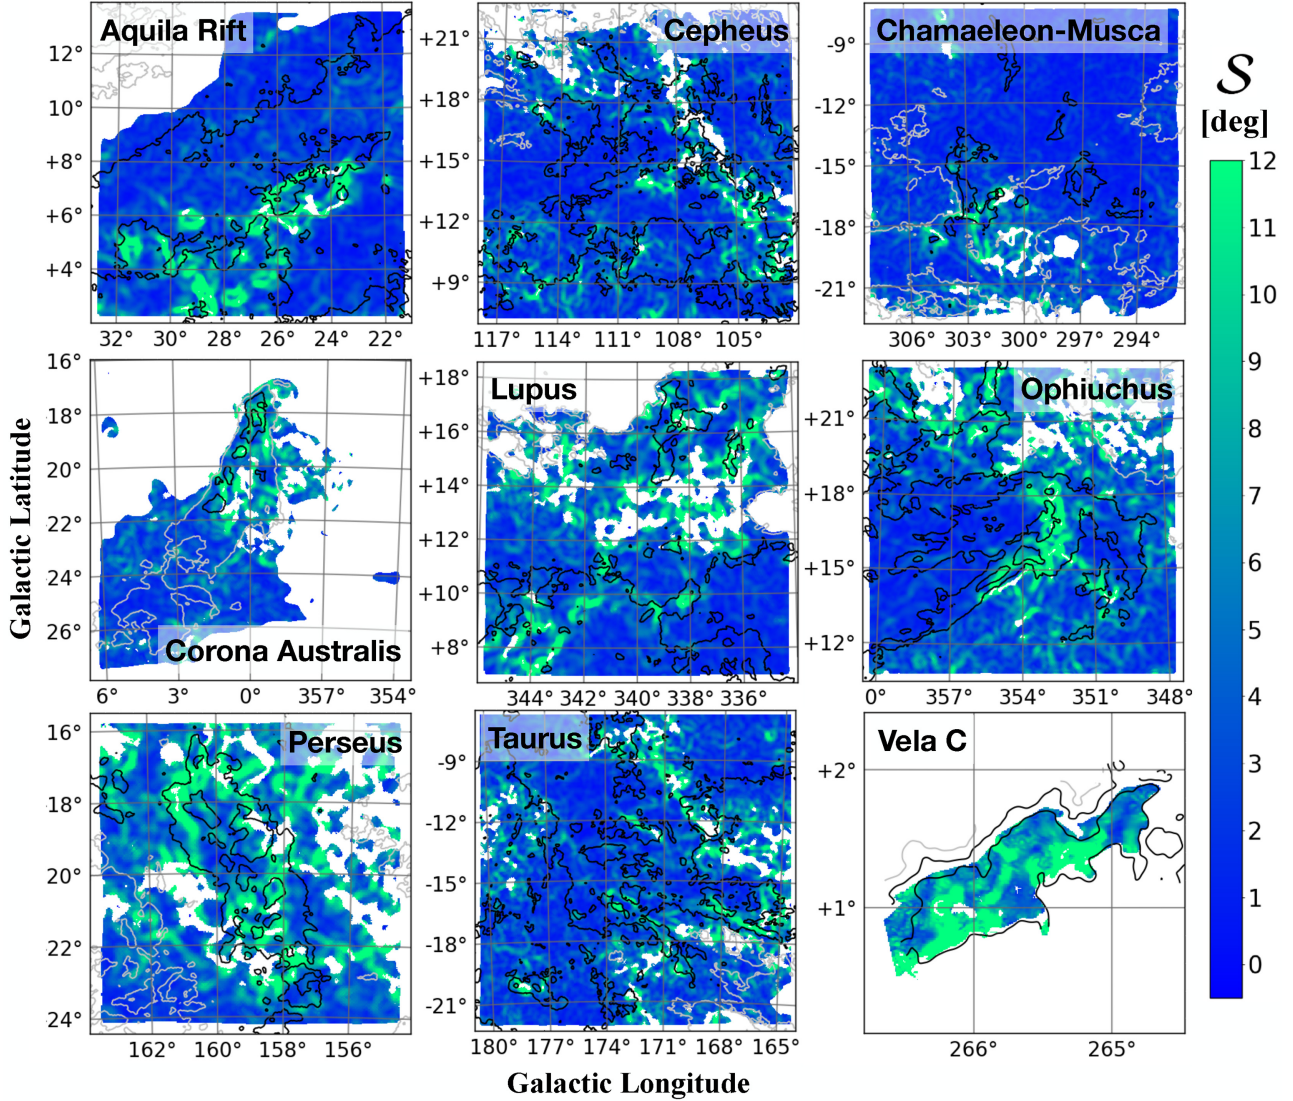 Aquila Rift
12°
10°
+8°
+6°
+4°
32° 30° 28° 26° 24° 22°
Cepheus
+21°
+18°
+15°
+12°
+9°
117° 114° 111° 108° 105°
Chamaeleon-Musca
-9°
-12°
-15°
-18°
-21°
306° 303° 300° 297° 294°
S
[deg]
12
11
10
9
8
7
6
5
4
3
2
1
0
Galactic Latitude
16°
18°
20°
22°
24°
26°
Corona Australis
6° 3° 0° 357° 354°
Lupus
+18°
+16°
+14°
+12°
+10°
+8°
344° 342° 340° 338° 336°
Ophiuchus
+21°
+18°
+15°
+12°
0° 357° 354° 351° 348°
Perseus
16°
18°
20°
22°
24°
162° 160° 158° 156°
Taurus
-9°
-12°
-15°
-18°
-21°
180° 177° 174° 171° 168° 165°
Vela C
+2°
+1°
266° 265°
Galactic Longitude